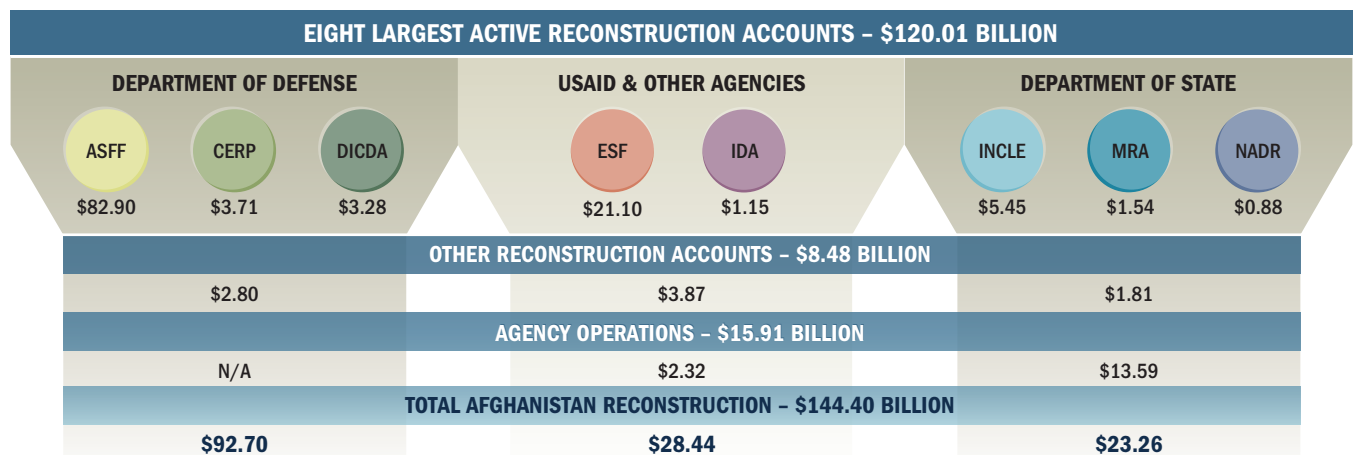 EIGHT LARGEST ACTIVE RECONSTRUCTION ACCOUNTS – $120.01 BILLION
DEPARTMENT OF DEFENSE USAID & OTHER AGENCIES DEPARTMENT OF STATE
ASFF CERP DICDA ESF IDA INCLE MRA NADR
$82.90 $3.71 $3.28 $21.10 $1.15 $5.45 $1.54 $0.88
OTHER RECONSTRUCTION ACCOUNTS – $8.48 BILLION
$2.80 $3.87 $1.81
AGENCY OPERATIONS – $15.91 BILLION
N/A $2.32 $13.59
TOTAL AFGHANISTAN RECONSTRUCTION – $144.40 BILLION
$92.70 $28.44 $23.26